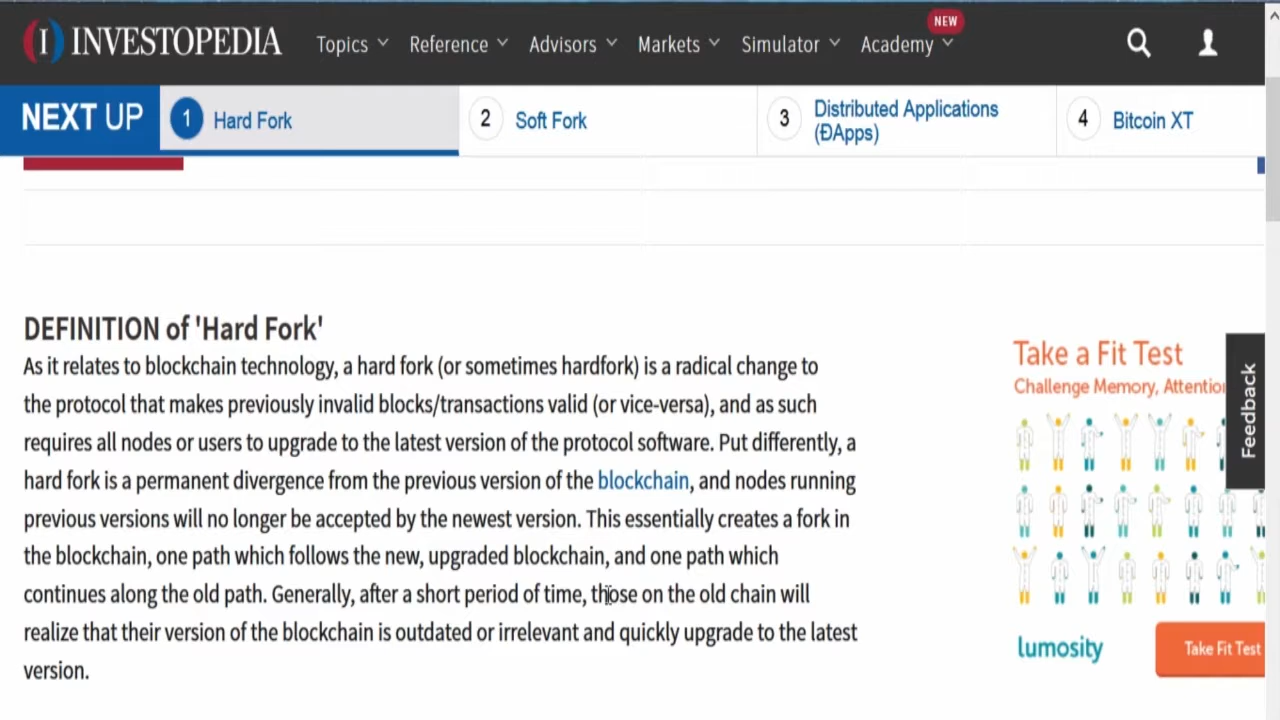 (I) INVESTOPEDIA Topics Reference Advisors Markets Simulator Academy NEW
NEXT UP 1 Hard Fork 2 Soft Fork 3 Distributed Applications (ĐApps) 4 Bitcoin XT
DEFINITION of 'Hard Fork'
As it relates to blockchain technology, a hard fork (or sometimes hardfork) is a radical change to
the protocol that makes previously invalid blocks/transactions valid (or vice-versa), and as such
requires all nodes or users to upgrade to the latest version of the protocol software. Put differently, a
hard fork is a permanent divergence from the previous version of the blockchain, and nodes running
previous versions will no longer be accepted by the newest version. This essentially creates a fork in
the blockchain, one path which follows the new, upgraded blockchain, and one path which
continues along the old path. Generally, after a short period of time, those on the old chain will
realize that their version of the blockchain is outdated or irrelevant and quickly upgrade to the latest
version.
Take a Fit Test
Challenge Memory, Attention
lumosity
Take Fit Test
Feedback